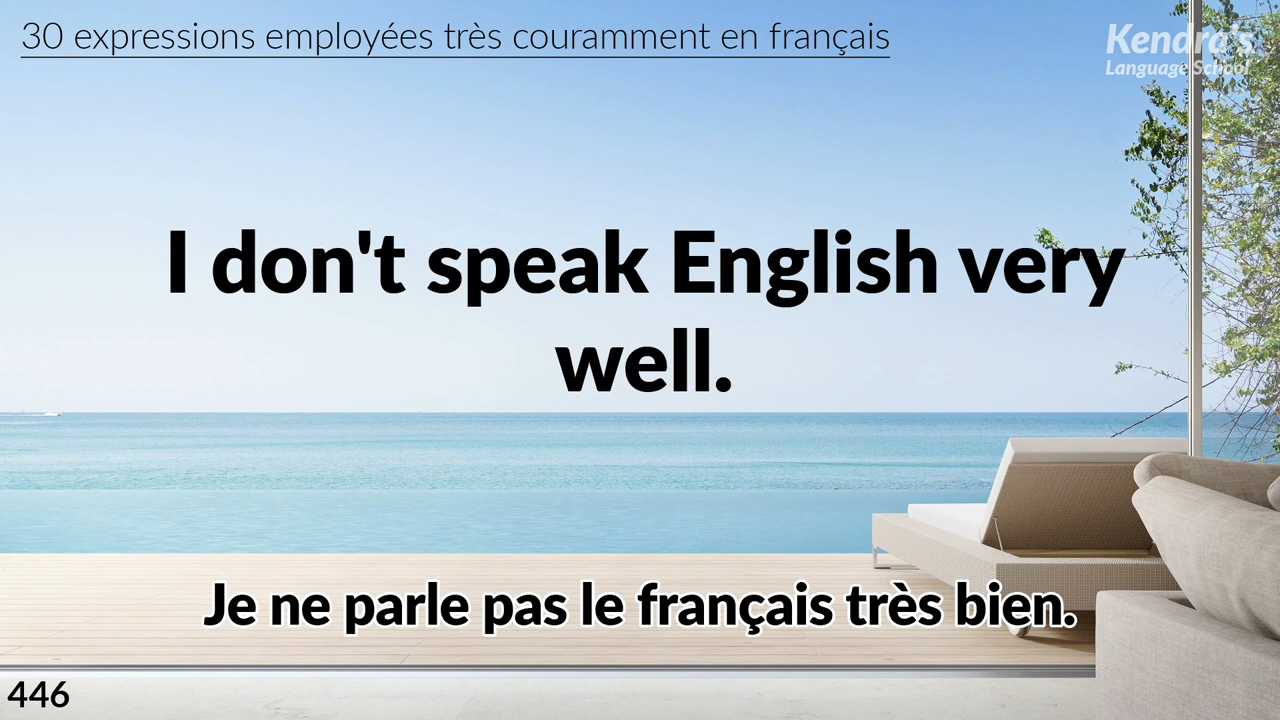 30 expressions employées très couramment en français
Kendra's
Language School
I don't speak English very
well.
Je ne parle pas le français très bien.
446